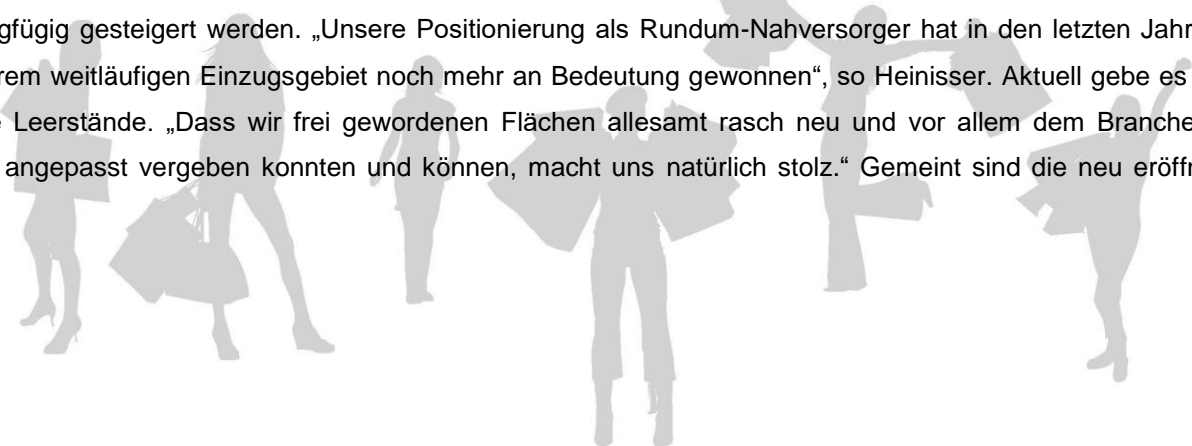 gfügig gesteigert werden. „Unsere Positionierung als Rundum-Nahversorger hat in den letzten Jahr
rem weitläufigen Einzugsgebiet noch mehr an Bedeutung gewonnen“, so Heinisser. Aktuell gebe es
e Leerstände. „Dass wir frei gewordenen Flächen allesamt rasch neu und vor allem dem Branche
angepasst vergeben konnten und können, macht uns natürlich stolz.“ Gemeint sind die neu eröffn